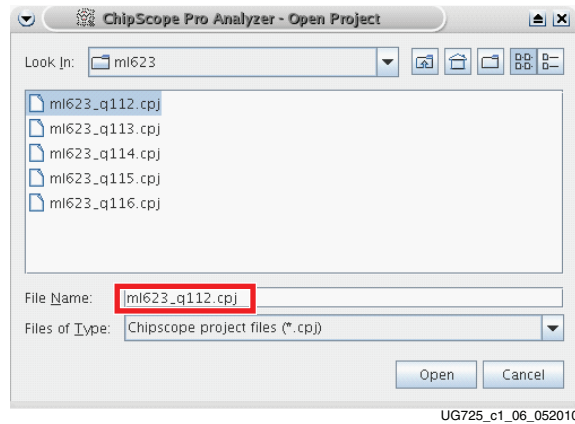 ChipScope Pro Analyzer - Open Project
Look In: ml623
ml623_q112.cpj
ml623_q113.cpj
ml623_q114.cpj
ml623_q115.cpj
ml623_q116.cpj
File Name: ml623_q112.cpj
Files of Type: Chipscope project files (*.cpj)
Open Cancel
UG725_c1_06_052010